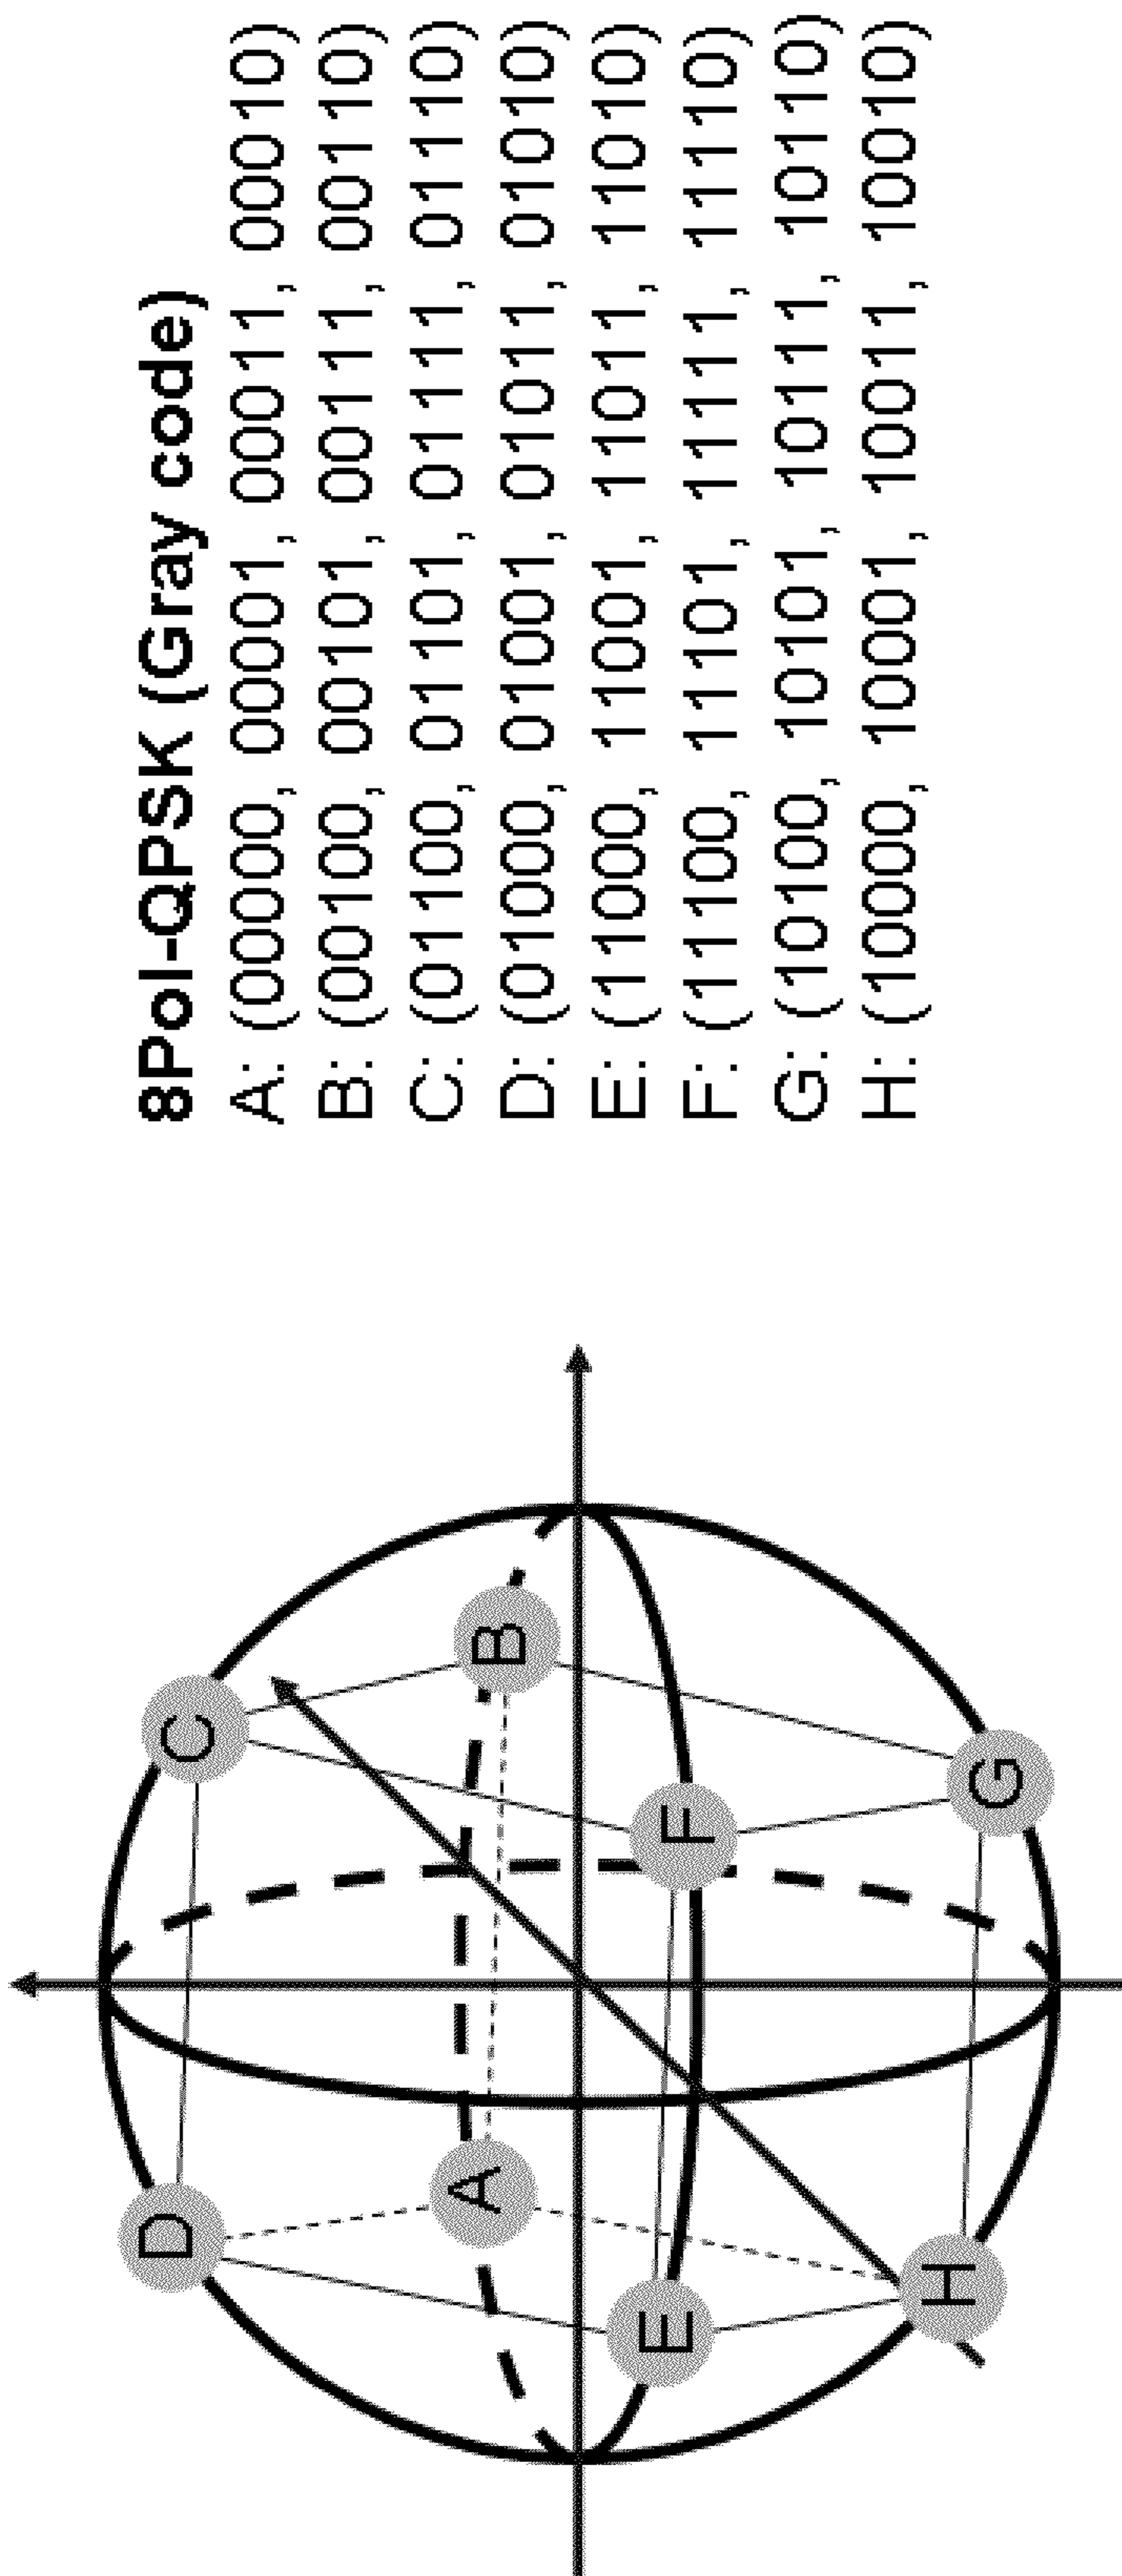 8Pol-QPSK (Gray code)
A: (00000, 00001, 00011, 00010)
B: (00100, 00101, 00111, 00110)
C: (01100, 01101, 01111, 01110)
D: (01000, 01001, 01011, 01010)
E: (11000, 11001, 11011, 11010)
F: (11100, 11101, 11111, 11110)
G: (10100, 10101, 10111, 10110)
H: (10000, 10001, 10011, 10010)
D
C
A
B
E
F
H
G